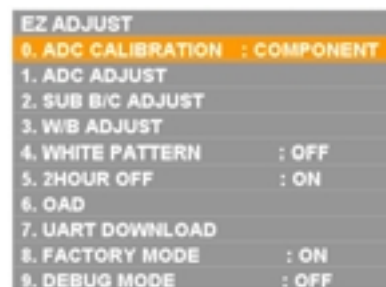 EZ ADJUST
0. ADC CALIBRATION : COMPONENT
1. ADC ADJUST
2. SUB B/C ADJUST
3. W/B ADJUST
4. WHITE PATTERN : OFF
5. 2HOUR OFF : ON
6. OAD
7. UART DOWNLOAD
8. FACTORY MODE : ON
9. DEBUG MODE : OFF